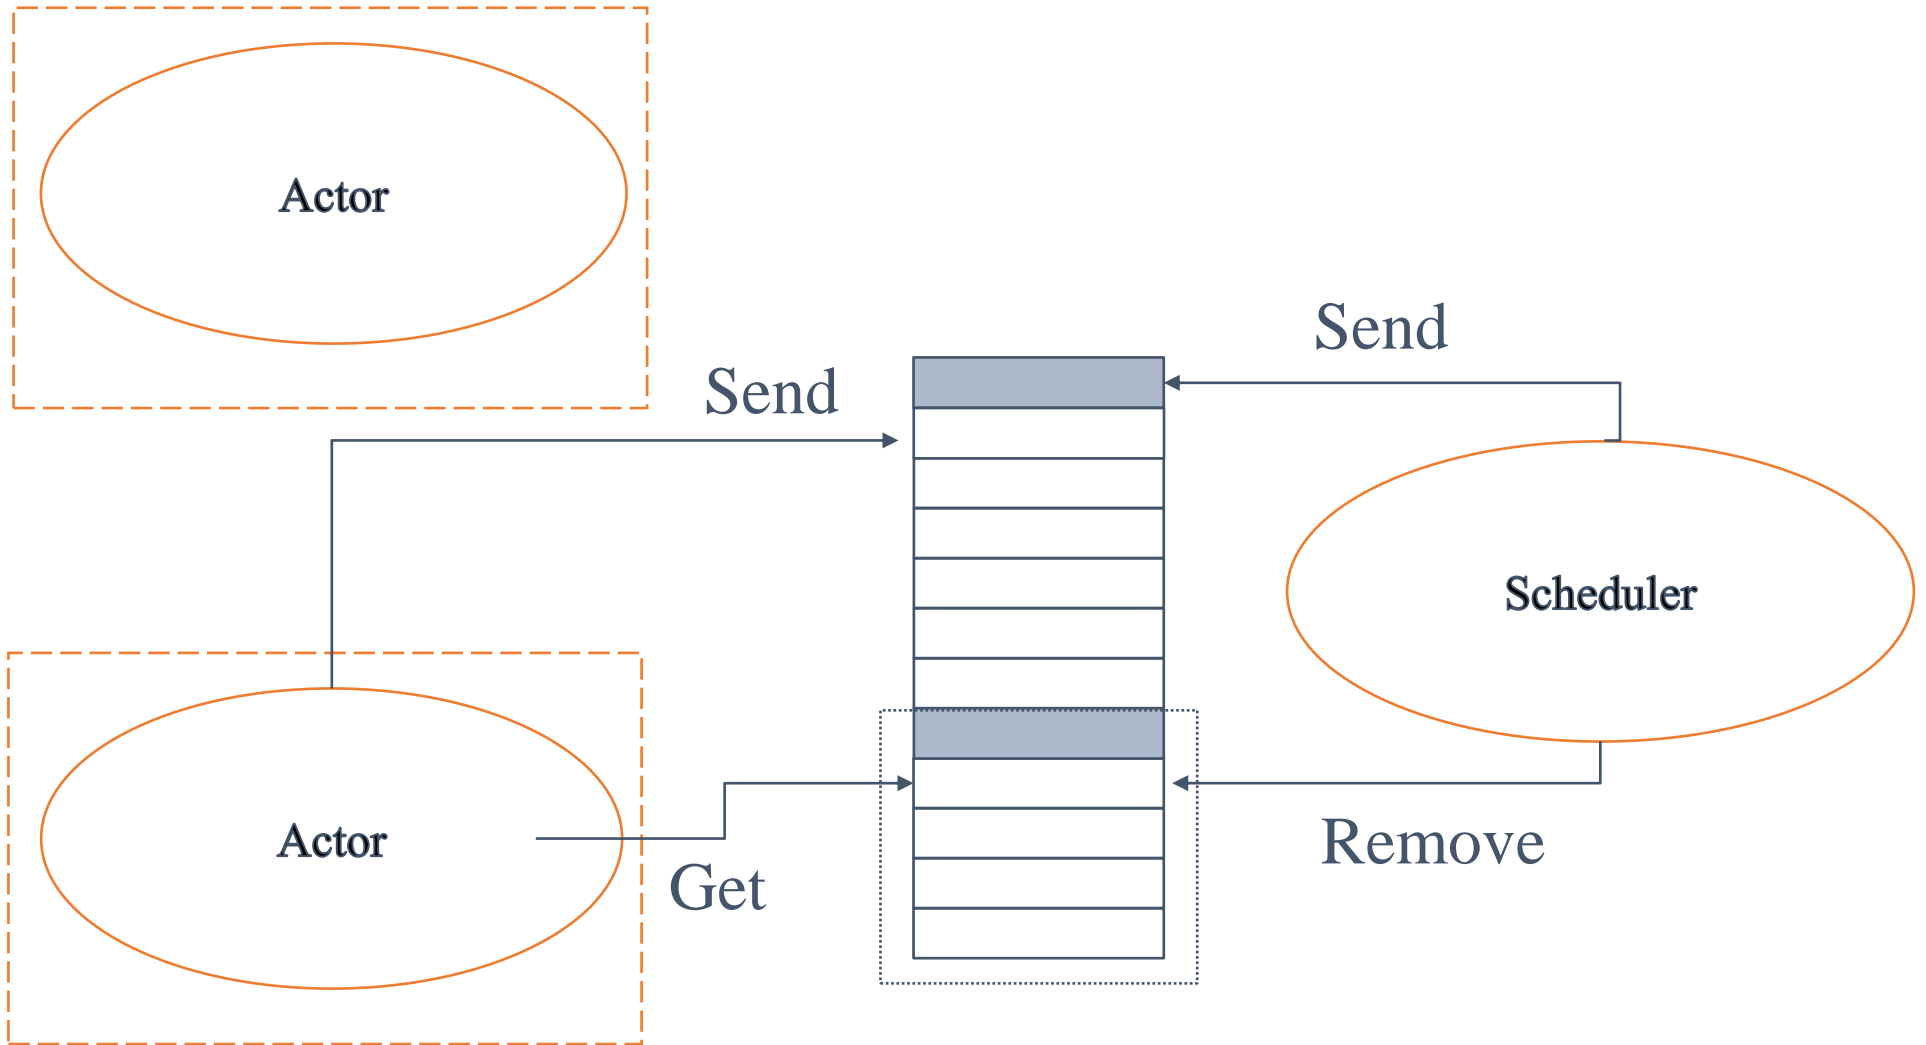 Actor
Send
Send
Scheduler
Actor
Get
Remove